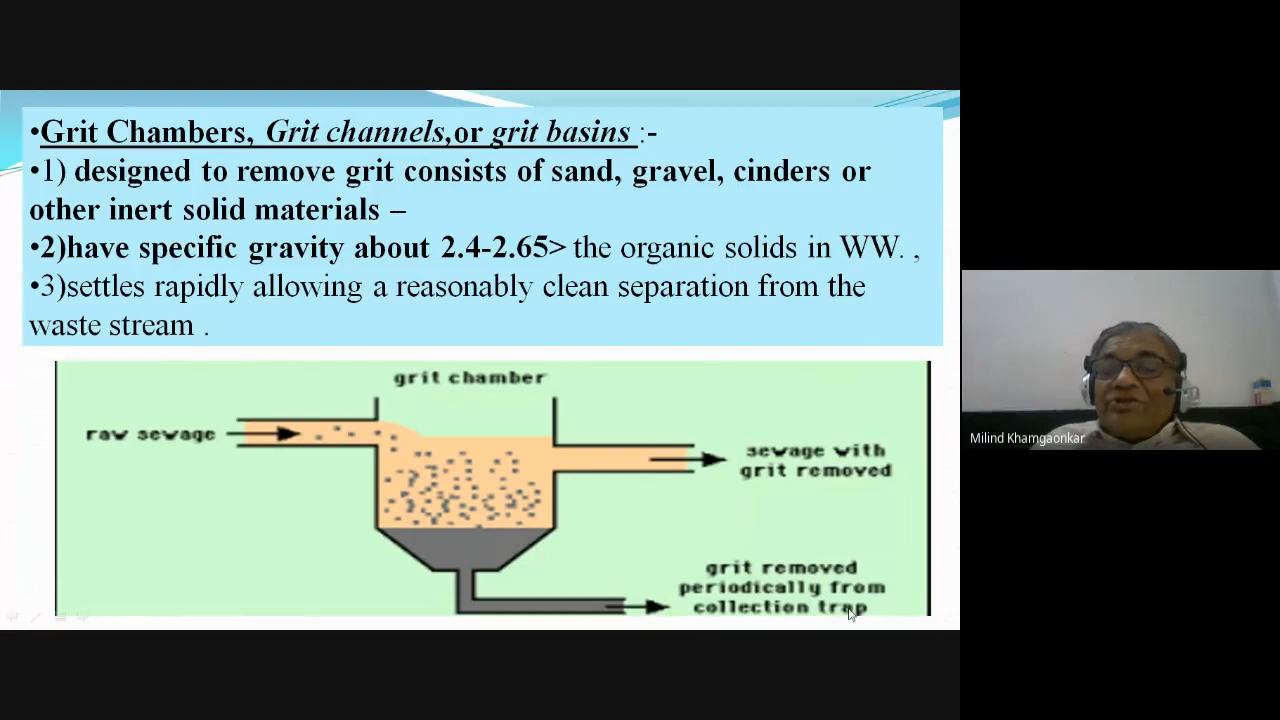 •Grit Chambers, Grit channels,or grit basins :-
•1) designed to remove grit consists of sand, gravel, cinders or
other inert solid materials –
•2)have specific gravity about 2.4-2.65> the organic solids in WW. ,
•3)settles rapidly allowing a reasonably clean separation from the
waste stream .
grit chamber
raw sewage
sewage with
grit removed
grit removed
periodically from
collection trap
Milind Khamgaonkar